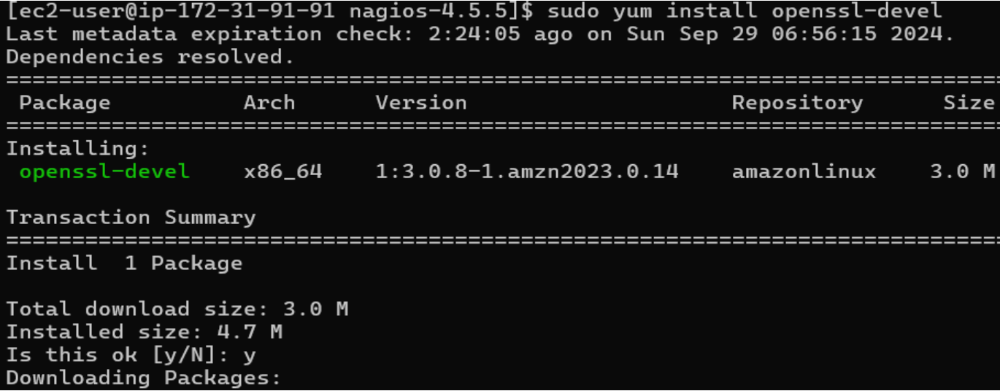 [ec2-user@ip-172-31-91-91 nagios-4.5.5]$ sudo yum install openssl-devel
Last metadata expiration check: 2:24:05 ago on Sun Sep 29 06:56:15 2024.
Dependencies resolved.
================================================================================
 Package          Arch      Version                    Repository      Size
================================================================================
Installing:
 openssl-devel    x86_64    1:3.0.8-1.amzn2023.0.14    amazonlinux    3.0 M

Transaction Summary
================================================================================
Install  1 Package

Total download size: 3.0 M
Installed size: 4.7 M
Is this ok [y/N]: y
Downloading Packages: